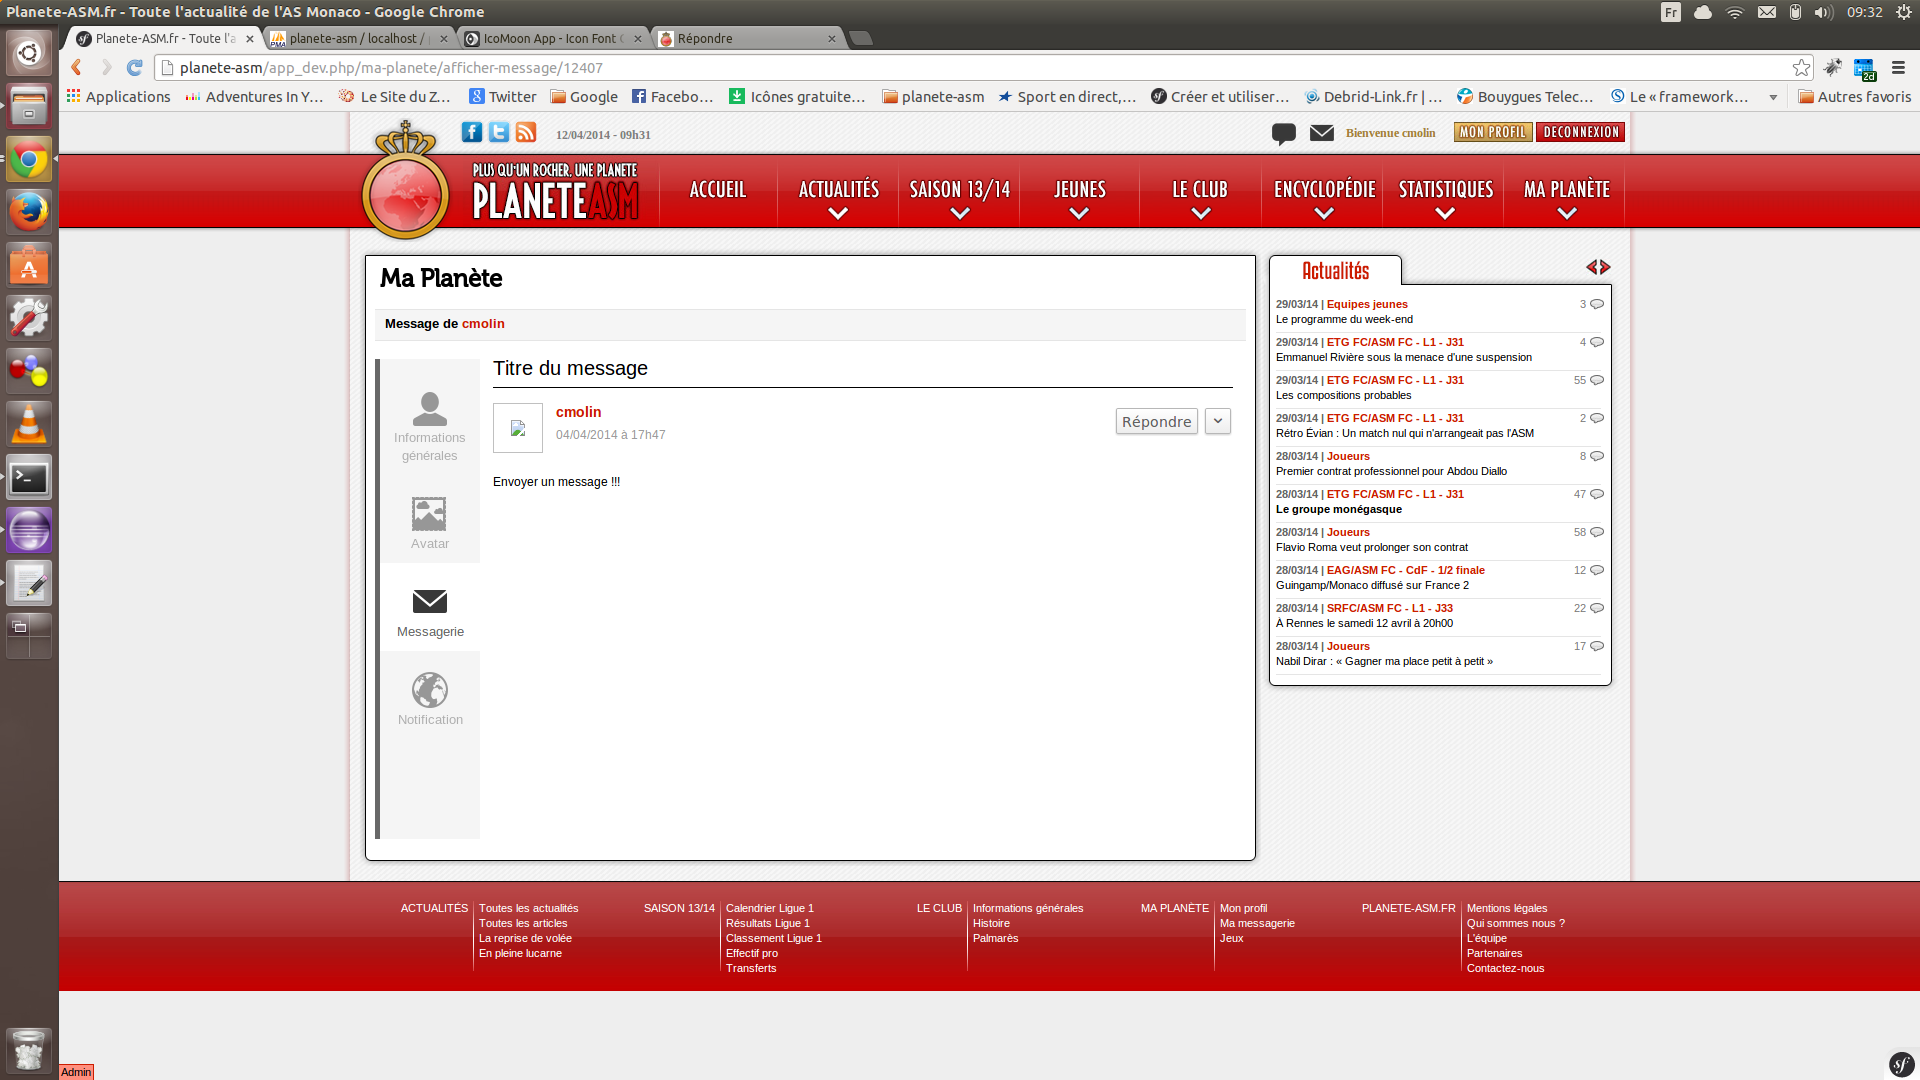 Planete-ASM.fr - Toute l'actualité de l'AS Monaco - Google Chrome
Fr
09:32
Planete-ASM.fr - Toute l'a
planete-asm / localhost /
IcoMoon App - Icon Font
Répondre
planete-asm/app_dev.php/ma-planete/afficher-message/12407
2d
Applications
Adventures In Y...
Le Site du Z...
Twitter
Google
Facebo...
Icônes gratuite...
planete-asm
Sport en direct,...
Créer et utiliser...
Debrid-Link.fr | ...
Bouygues Telec...
Le « framework...
Autres favoris
12/04/2014 - 09h31
Bienvenue cmolin
MON PROFIL
DECONNEXION
PLUS QU'UN ROCHER, UNE PLANETE
PLANETEASM
ACCUEIL
ACTUALITÉS
SAISON 13/14
JEUNES
LE CLUB
ENCYCLOPÉDIE
STATISTIQUES
MA PLANÈTE
Ma Planète
Message de cmolin
Informations
générales
Avatar
Messagerie
Notification
Titre du message
cmolin
04/04/2014 à 17h47
Répondre
Envoyer un message !!!
Actualités
29/03/14 | Equipes jeunes 3
Le programme du week-end
29/03/14 | ETG FC/ASM FC - L1 - J31 4
Emmanuel Rivière sous la menace d'une suspension
29/03/14 | ETG FC/ASM FC - L1 - J31 55
Les compositions probables
29/03/14 | ETG FC/ASM FC - L1 - J31 2
Rétro Évian : Un match nul qui n'arrangeait pas l'ASM
28/03/14 | Joueurs 8
Premier contrat professionnel pour Abdou Diallo
28/03/14 | ETG FC/ASM FC - L1 - J31 47
Le groupe monégasque
28/03/14 | Joueurs 58
Flavio Roma veut prolonger son contrat
28/03/14 | EAG/ASM FC - CdF - 1/2 finale 12
Guingamp/Monaco diffusé sur France 2
28/03/14 | SRFC/ASM FC - L1 - J33 22
À Rennes le samedi 12 avril à 20h00
28/03/14 | Joueurs 17
Nabil Dirar : « Gagner ma place petit à petit »
ACTUALITÉS
Toutes les actualités
Toutes les articles
La reprise de volée
En pleine lucarne
SAISON 13/14
Calendrier Ligue 1
Résultats Ligue 1
Classement Ligue 1
Effectif pro
Transferts
LE CLUB
Informations générales
Histoire
Palmarès
MA PLANÈTE
Mon profil
Ma messagerie
Jeux
PLANETE-ASM.FR
Mentions légales
Qui sommes nous ?
L'équipe
Partenaires
Contactez-nous
Admin